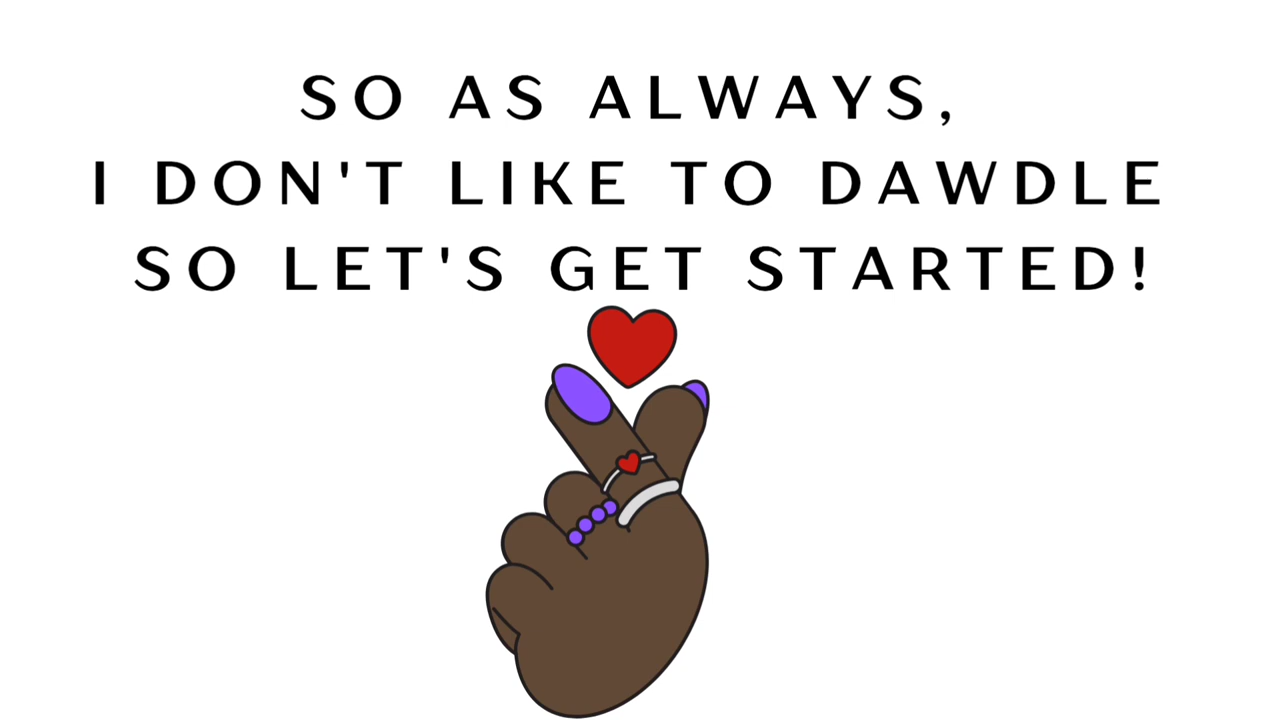 SO AS ALWAYS,
I DON'T LIKE TO DAWDLE
SO LET'S GET STARTED!